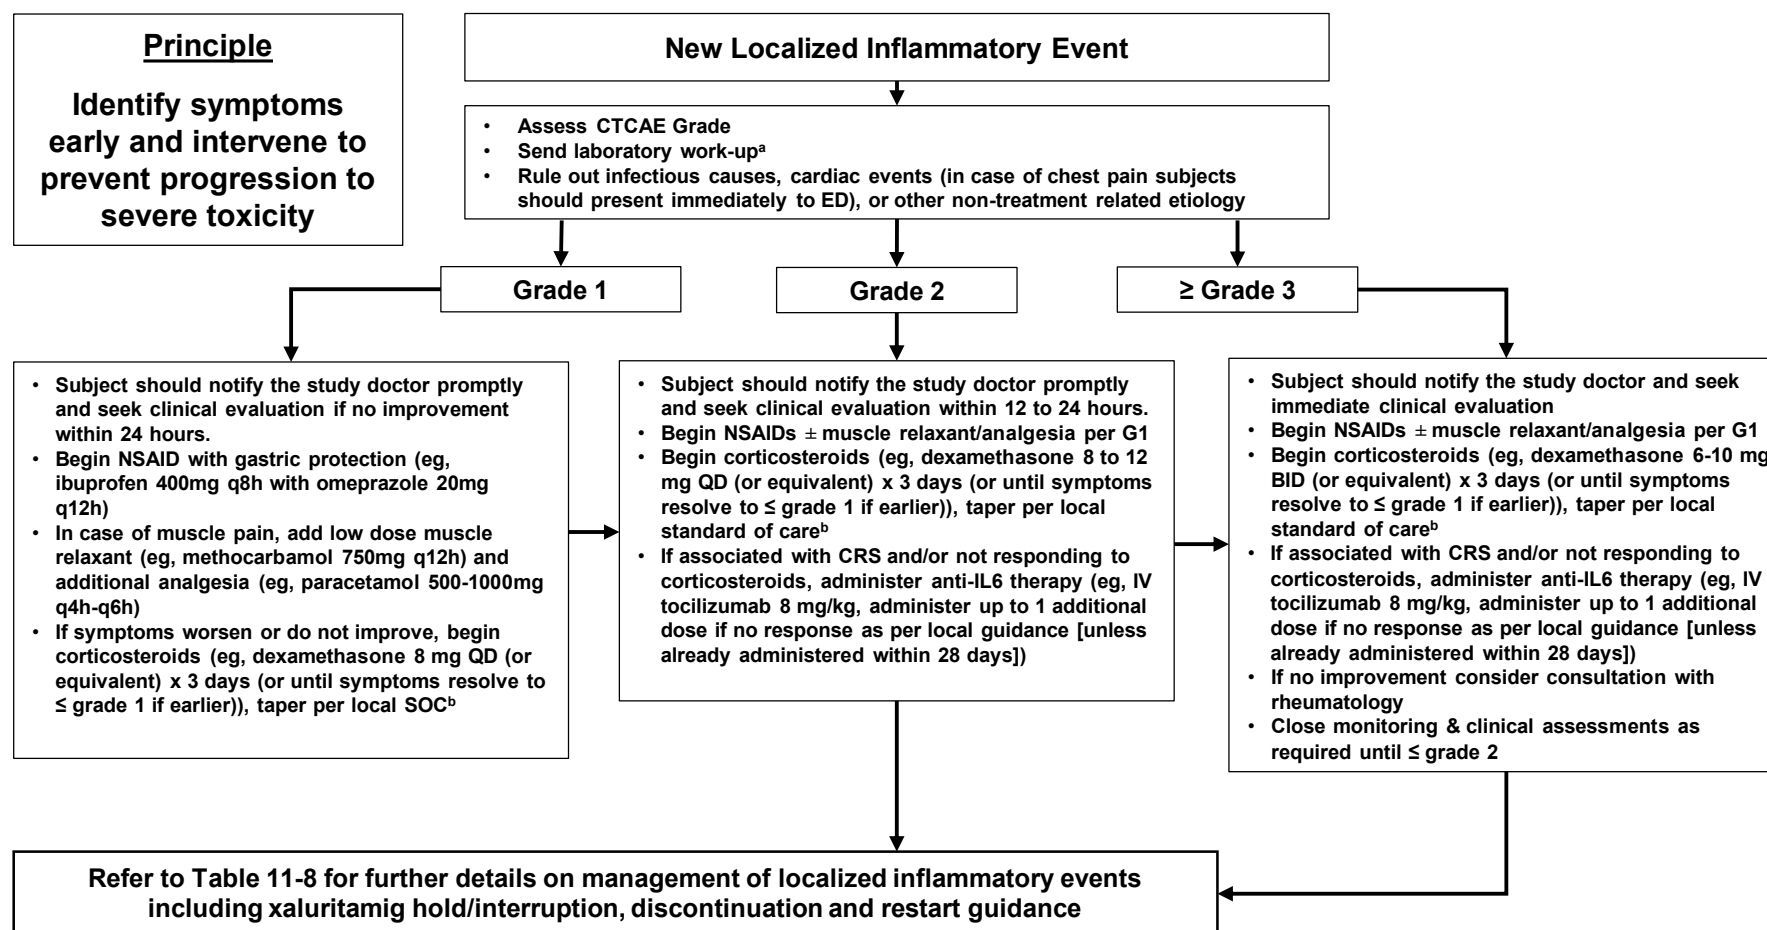 Principle
Identify symptoms
early and intervene to
prevent progression to
severe toxicity
New Localized Inflammatory Event
• Assess CTCAE Grade
• Send laboratory work-upᵃ
• Rule out infectious causes, cardiac events (in case of chest pain subjects
should present immediately to ED), or other non-treatment related etiology
Grade 1
Grade 2
≥ Grade 3
• Subject should notify the study doctor promptly
and seek clinical evaluation if no improvement
within 24 hours.
• Begin NSAID with gastric protection (eg,
ibuprofen 400mg q8h with omeprazole 20mg
q12h)
• In case of muscle pain, add low dose muscle
relaxant (eg, methocarbamol 750mg q12h) and
additional analgesia (eg, paracetamol 500-1000mg
q4h-q6h)
• If symptoms worsen or do not improve, begin
corticosteroids (eg, dexamethasone 8 mg QD (or
equivalent) x 3 days (or until symptoms resolve to
≤ grade 1 if earlier)), taper per local SOCᵇ
• Subject should notify the study doctor promptly
and seek clinical evaluation within 12 to 24 hours.
• Begin NSAIDs ± muscle relaxant/analgesia per G1
• Begin corticosteroids (eg, dexamethasone 8 to 12
mg QD (or equivalent) x 3 days (or until symptoms
resolve to ≤ grade 1 if earlier)), taper per local
standard of careᵇ
• If associated with CRS and/or not responding to
corticosteroids, administer anti-IL6 therapy (eg, IV
tocilizumab 8 mg/kg, administer up to 1 additional
dose if no response as per local guidance [unless
already administered within 28 days])
• Subject should notify the study doctor and seek
immediate clinical evaluation
• Begin NSAIDs ± muscle relaxant/analgesia per G1
• Begin corticosteroids (eg, dexamethasone 6-10 mg
BID (or equivalent) x 3 days (or until symptoms
resolve to ≤ grade 1 if earlier)), taper per local
standard of careᵇ
• If associated with CRS and/or not responding to
corticosteroids, administer anti-IL6 therapy (eg, IV
tocilizumab 8 mg/kg, administer up to 1 additional
dose if no response as per local guidance [unless
already administered within 28 days])
• If no improvement consider consultation with
rheumatology
• Close monitoring & clinical assessments as
required until ≤ grade 2
Refer to Table 11-8 for further details on management of localized inflammatory events
including xaluritamig hold/interruption, discontinuation and restart guidance